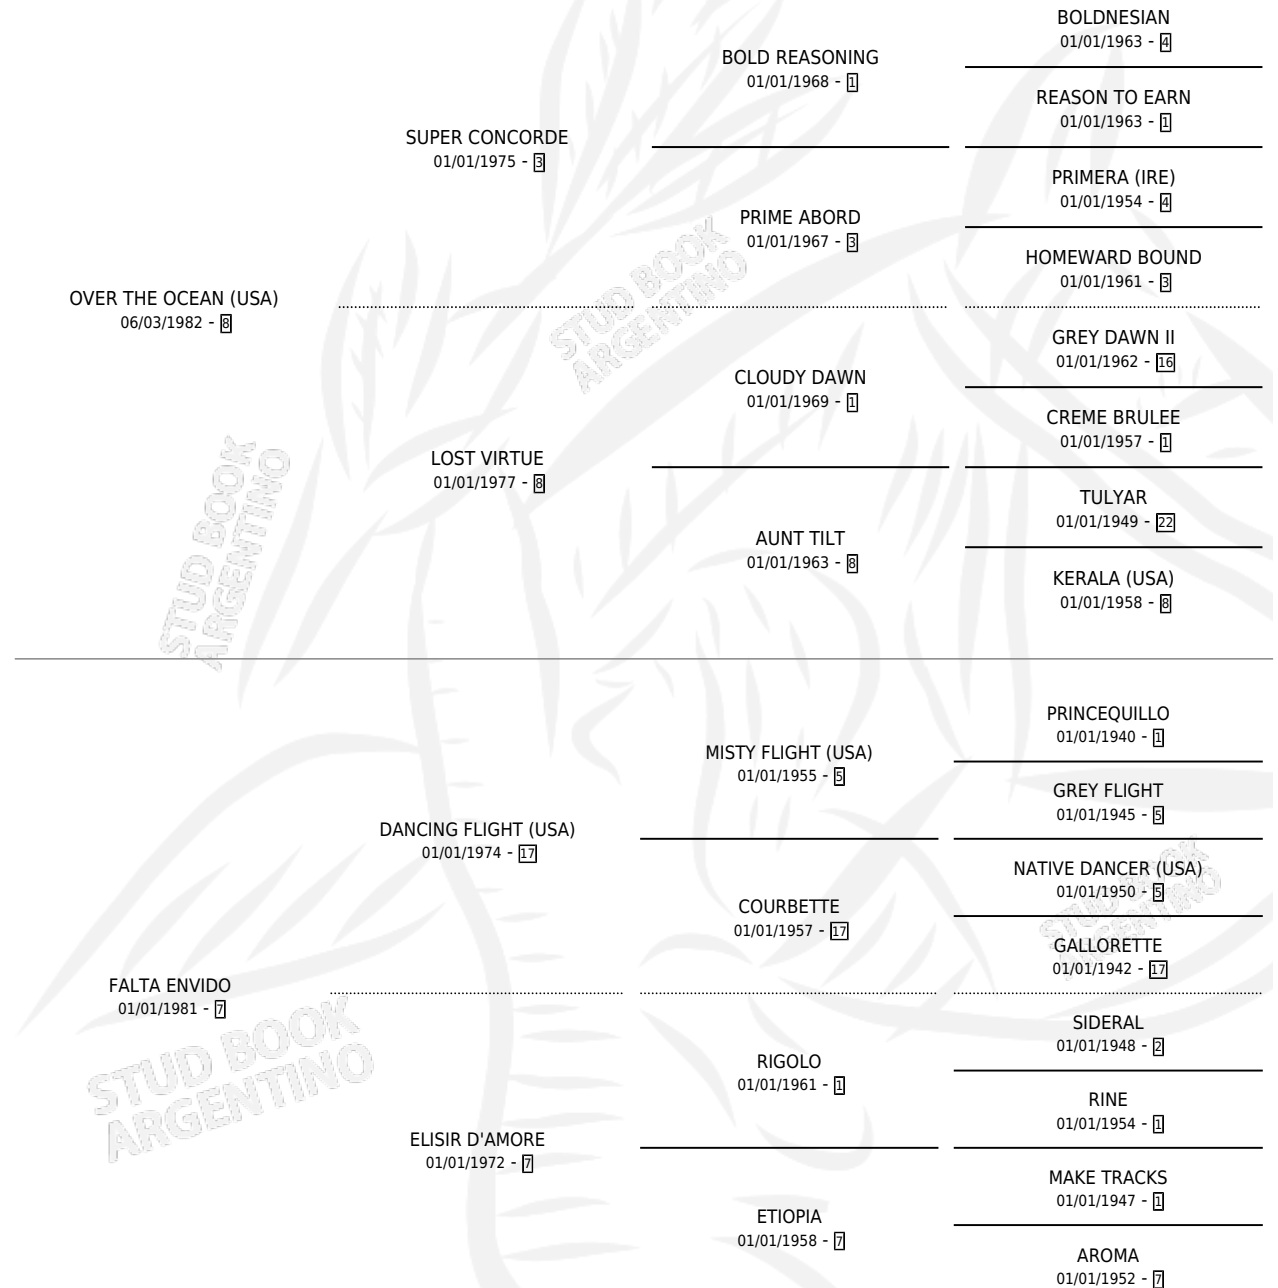 BOLDNESIAN
01/01/1963 - 4
BOLD REASONING
01/01/1968 - 1
REASON TO EARN
01/01/1963 - 1
SUPER CONCORDE
01/01/1975 - 3
PRIMERA (IRE)
01/01/1954 - 4
PRIME ABORD
01/01/1967 - 3
HOMEWARD BOUND
01/01/1961 - 3
OVER THE OCEAN (USA)
06/03/1982 - 8
GREY DAWN II
01/01/1962 - 16
CLOUDY DAWN
01/01/1969 - 1
CREME BRULEE
01/01/1957 - 1
LOST VIRTUE
01/01/1977 - 8
TULYAR
01/01/1949 - 22
AUNT TILT
01/01/1963 - 8
KERALA (USA)
01/01/1958 - 8
STUD BOOK
ARGENTINO
STUD BOOK
ARGENTINO
PRINCEQUILLO
01/01/1940 - 1
MISTY FLIGHT (USA)
01/01/1955 - 5
GREY FLIGHT
01/01/1945 - 5
DANCING FLIGHT (USA)
01/01/1974 - 17
NATIVE DANCER (USA)
01/01/1950 - 5
COURBETTE
01/01/1957 - 17
GALLORETTE
01/01/1942 - 17
STUD BOOK
ARGENTINO
FALTA ENVIDO
01/01/1981 - 7
SIDERAL
01/01/1948 - 2
RIGOLO
01/01/1961 - 1
RINE
01/01/1954 - 1
STUD BOOK
ARGENTINO
ELISIR D'AMORE
01/01/1972 - 7
MAKE TRACKS
01/01/1947 - 1
ETIOPIA
01/01/1958 - 7
AROMA
01/01/1952 - 7